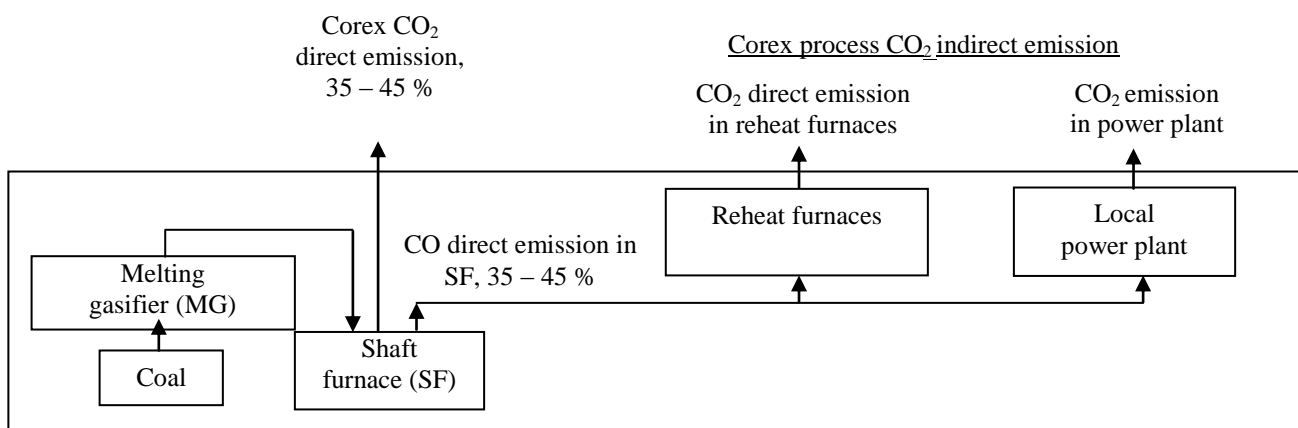 Corex CO₂
direct emission,
35 – 45 %
Corex process CO₂ indirect emission
CO₂ direct emission
in reheat furnaces
CO₂ emission
in power plant
Reheat furnaces
Local
power plant
CO direct emission in
SF, 35 – 45 %
Melting
gasifier (MG)
Coal
Shaft
furnace (SF)